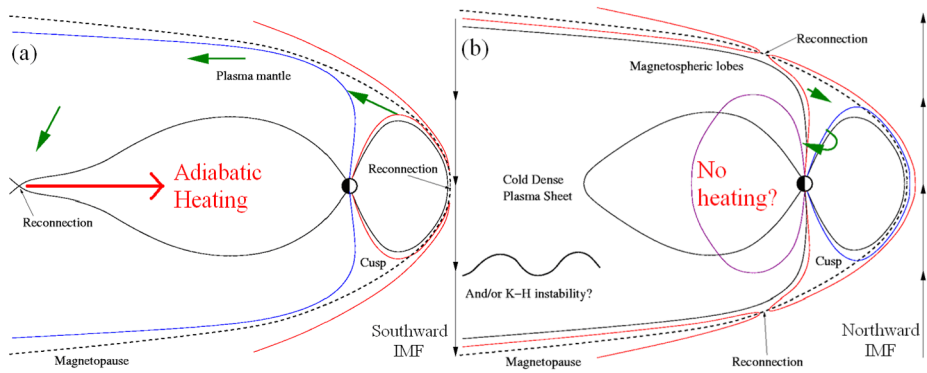 (a)
Plasma mantle
Adiabatic
Heating
Reconnection
Reconnection
Cusp
Southward
IMF
Magnetopause
(b)
Reconnection
Magnetospheric lobes
Cold Dense
Plasma Sheet
No
heating?
Cusp
And/or K-H instability?
Northward
IMF
Magnetopause
Reconnection